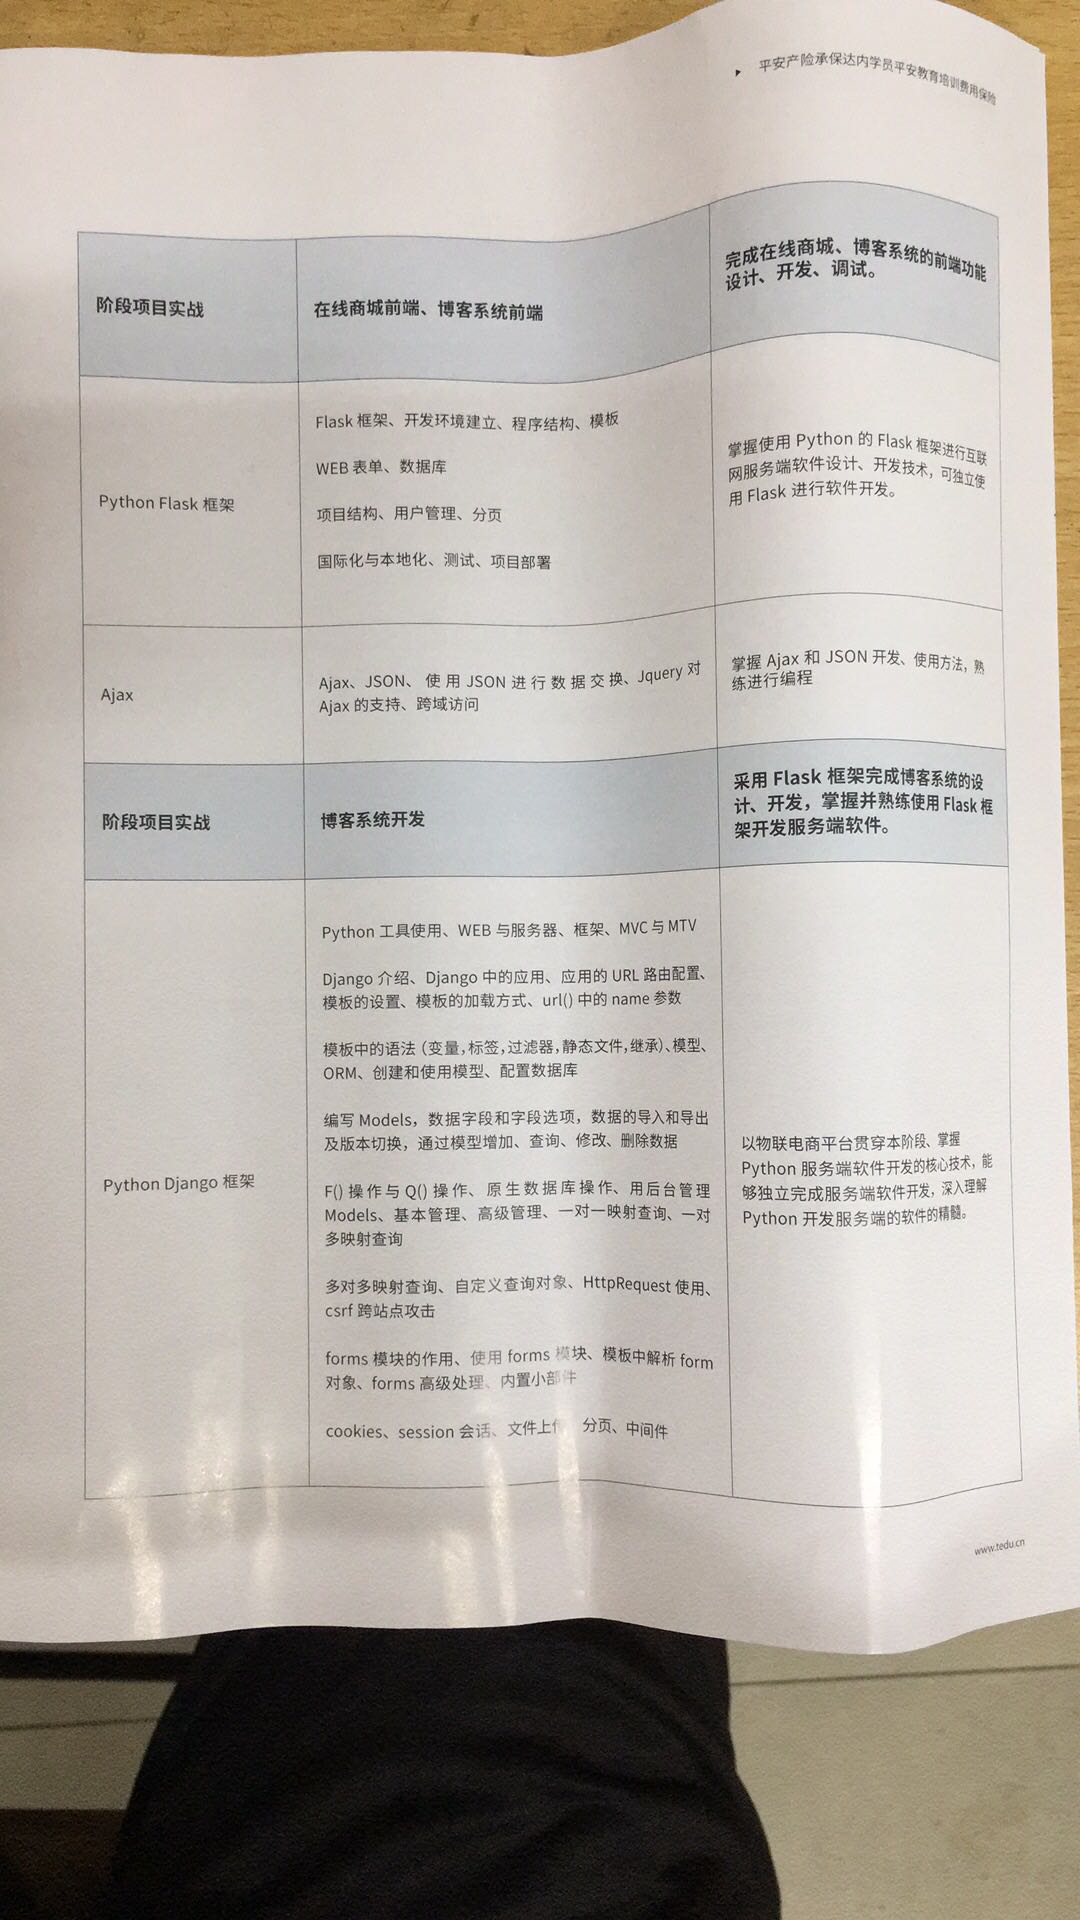 平安产险承保达内学员平安教育培训费用保险
阶段项目实战
在线商城前端、博客系统前端
完成在线商城、博客系统的前端功能
设计、开发、调试。
Python Flask 框架
Flask 框架、开发环境建立、程序结构、模板
WEB 表单、数据库
项目结构、用户管理、分页
国际化与本地化、测试、项目部署
掌握使用 Python 的 Flask 框架进行互联
网服务端软件设计、开发技术，可独立使
用 Flask 进行软件开发。
Ajax
Ajax、JSON、使用 JSON 进行数据交换、Jquery 对
Ajax 的支持、跨域访问
掌握 Ajax 和 JSON 开发、使用方法，熟
练进行编程
阶段项目实战
博客系统开发
采用 Flask 框架完成博客系统的设
计、开发，掌握并熟练使用 Flask 框
架开发服务端软件。
Python Django 框架
Python 工具使用、WEB 与服务器、框架、MVC 与 MTV
Django 介绍、Django 中的应用、应用的 URL 路由配置、
模板的设置、模板的加载方式、url() 中的 name 参数
模板中的语法（变量，标签，过滤器，静态文件，继承）、模型、
ORM、创建和使用模型、配置数据库
编写 Models，数据字段和字段选项，数据的导入和导出
及版本切换，通过模型增加、查询、修改、删除数据
F() 操作与 Q() 操作、原生数据库操作、用后台管理
Models、基本管理、高级管理、一对一映射查询、一对
多映射查询
多对多映射查询、自定义查询对象、HttpRequest 使用、
csrf 跨站点攻击
forms 模块的作用、使用 forms 模块、模板中解析 form
对象、forms 高级处理、内置小部件
cookies、session 会话、文件上传 分页、中间件
以物联电商平台贯穿本阶段、掌握
Python 服务端软件开发的核心技术，能
够独立完成服务端软件开发，深入理解
Python 开发服务端的软件的精髓。
www.tedu.cn